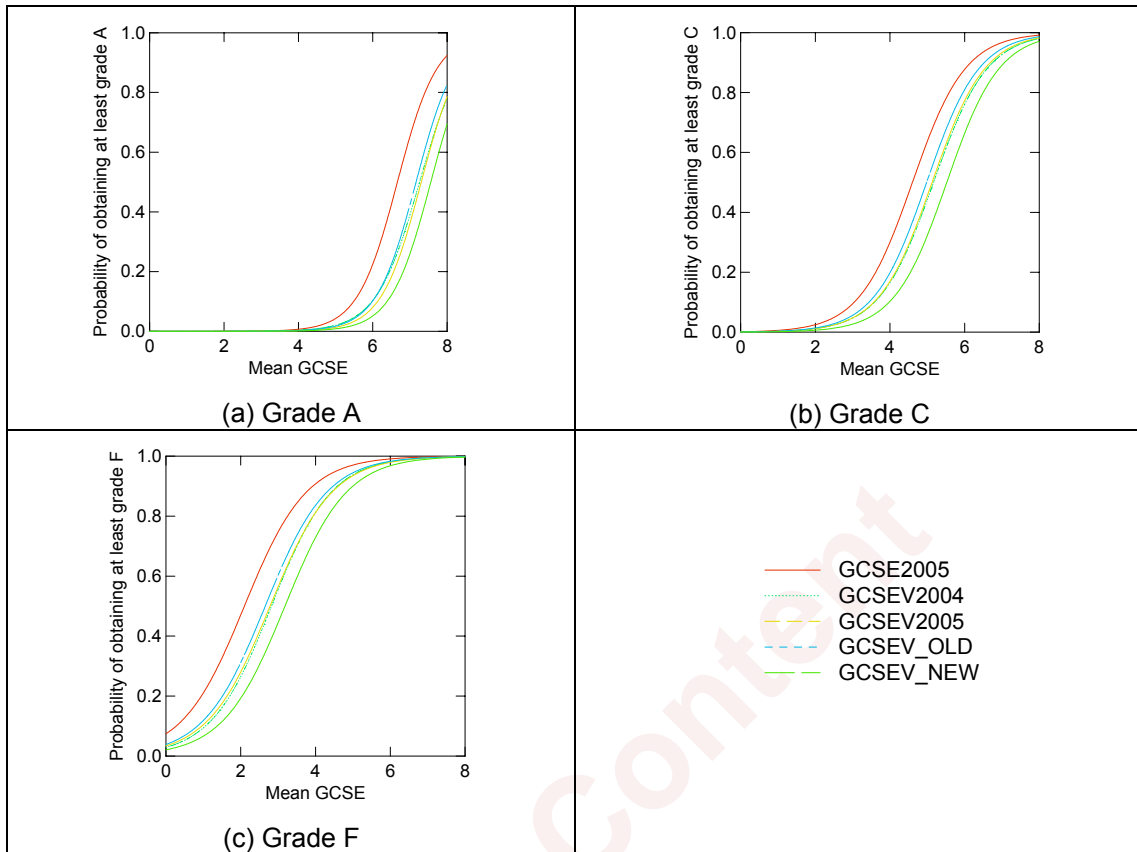 Probability of obtaining at least grade A
1.0
0.8
0.6
0.4
0.2
0.0
0 2 4 6 8
Mean GCSE
(a) Grade A
Probability of obtaining at least grade C
1.0
0.8
0.6
0.4
0.2
0.0
0 2 4 6 8
Mean GCSE
(b) Grade C
Probability of obtaining at least grade F
1.0
0.8
0.6
0.4
0.2
0.0
0 2 4 6 8
Mean GCSE
(c) Grade F
GCSE2005
GCSEV2004
GCSEV2005
GCSEV_OLD
GCSEV_NEW
Content